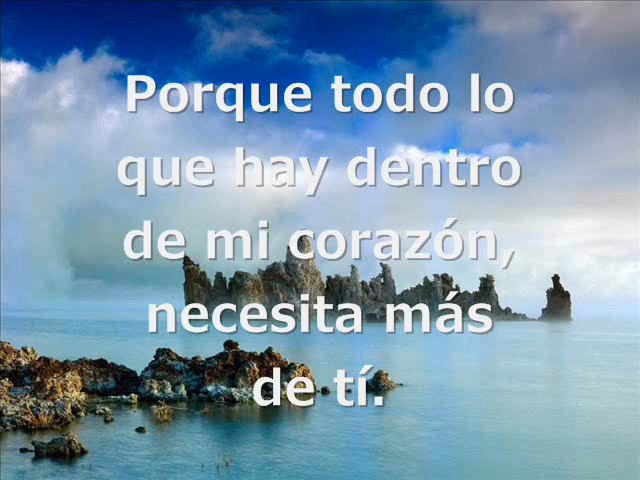 Porque todo lo
que hay dentro
de mi corazón,
necesita más
de tí.